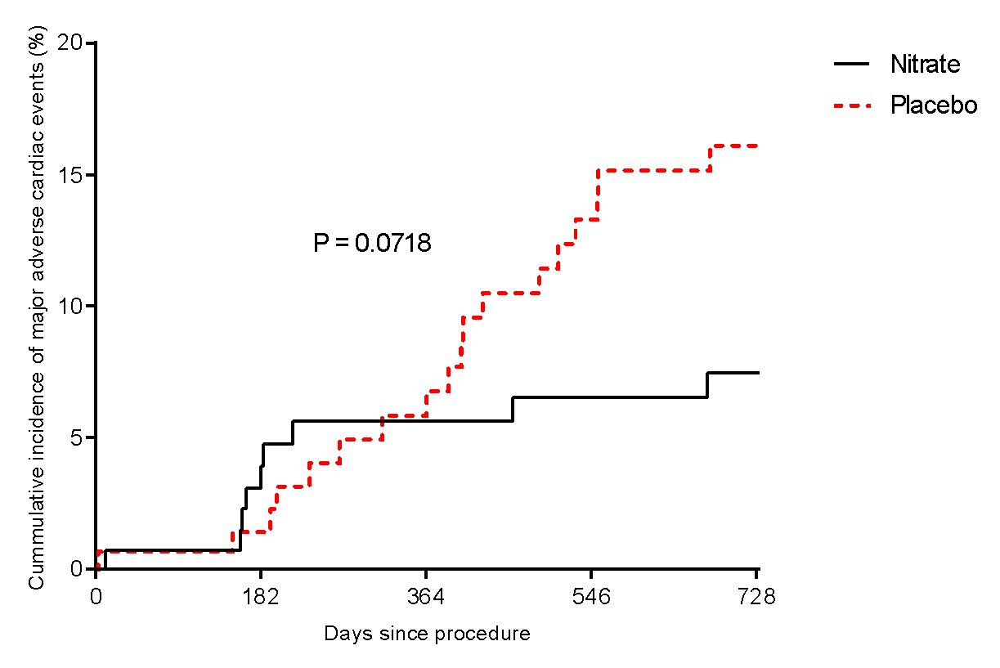 Cummulative incidence of major adverse cardiac events (%)
20
15
10
5
0
0 182 364 546 728
Days since procedure
P = 0.0718
Nitrate
Placebo